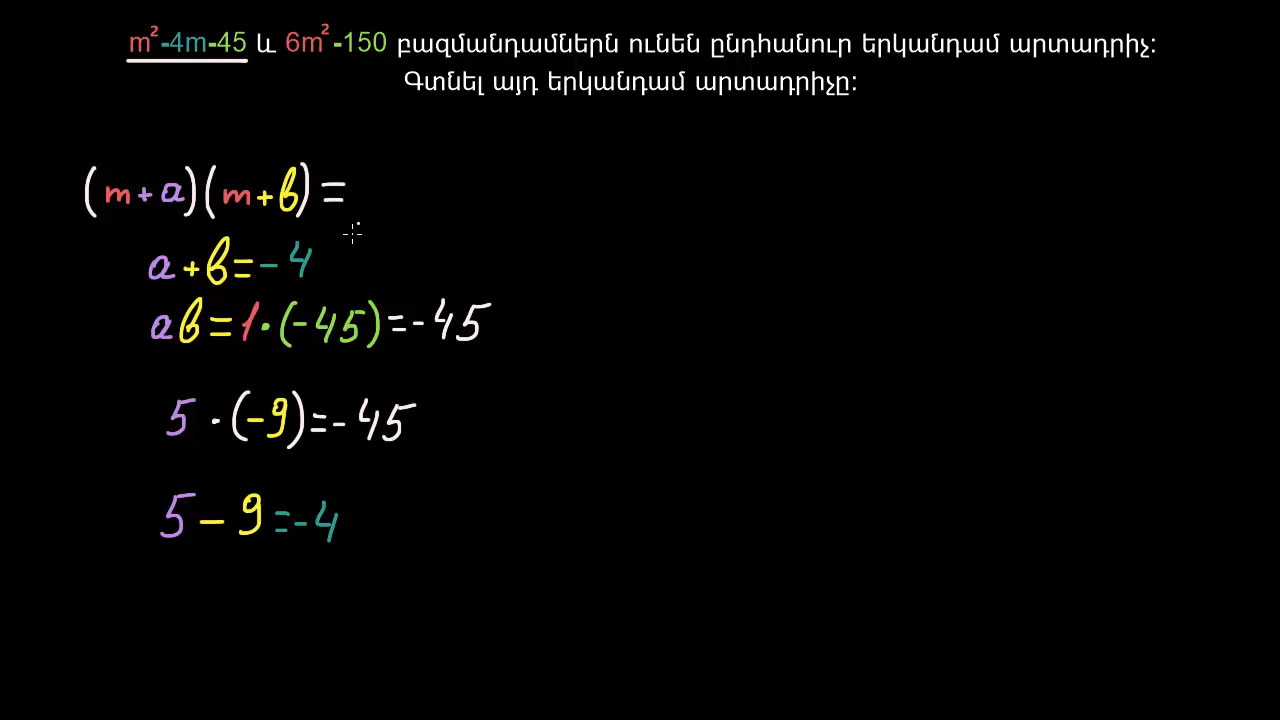 m²-4m-45 և 6m²-150 բազմանդամներն ունեն ընդհանուր երկանդամ արտադրիչ:
Գտնել այդ երկանդամ արտադրիչը:
(m+a)(m+b)=
a+b=-4
ab=1·(-45)=-45
5·(-9)=-45
5-9=-4